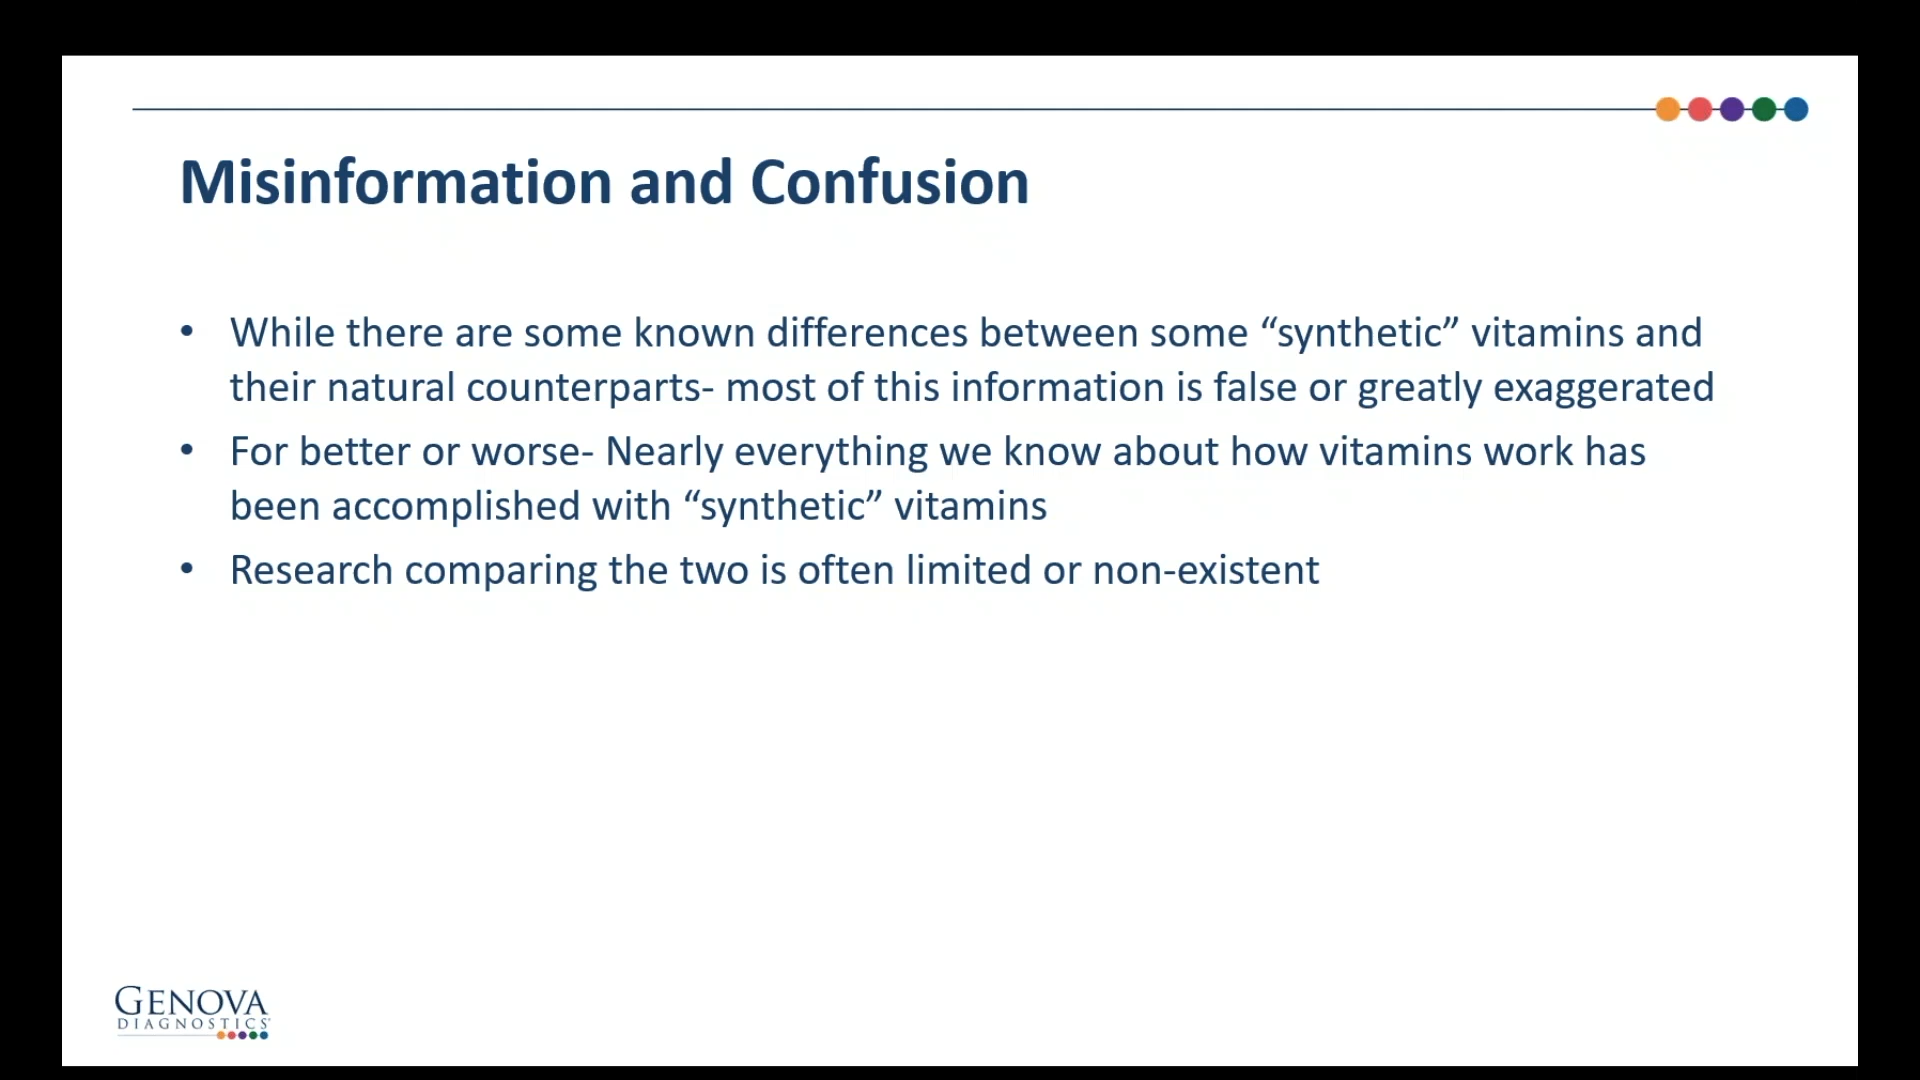 Misinformation and Confusion
• While there are some known differences between some “synthetic” vitamins and
their natural counterparts- most of this information is false or greatly exaggerated
• For better or worse- Nearly everything we know about how vitamins work has
been accomplished with “synthetic” vitamins
• Research comparing the two is often limited or non-existent
GENOVA
DIAGNOSTICS